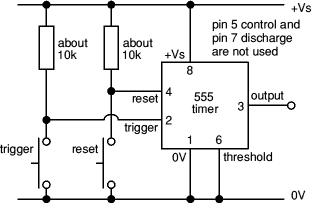 +Vs
pin 5 control and
pin 7 discharge
are not used
about
10k
about
10k
+Vs
8
4
reset
555
timer
3
output
2
trigger
1
6
0V
threshold
trigger
reset
0V